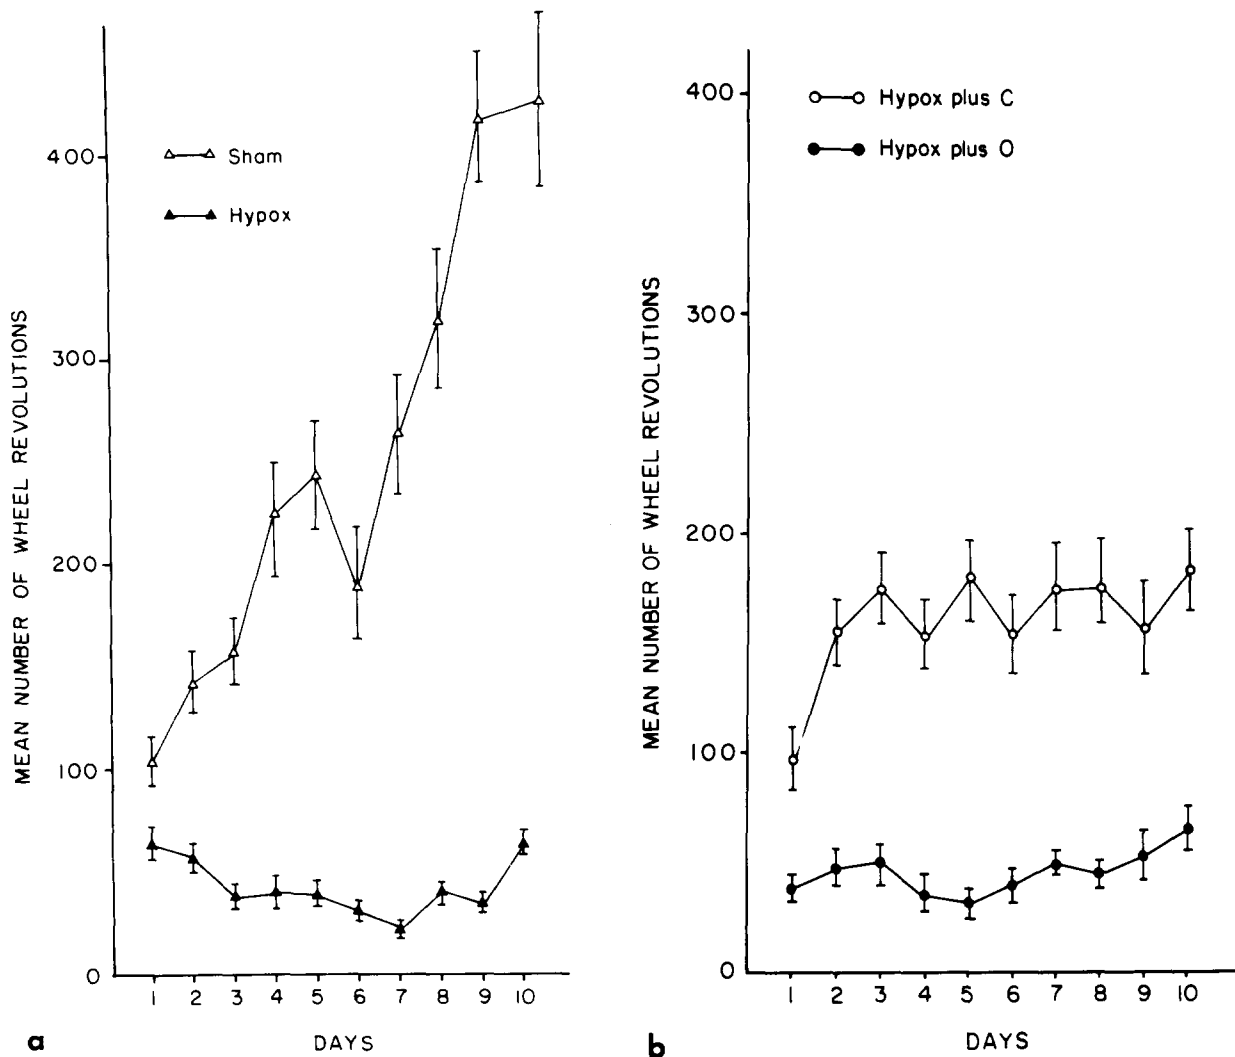 400
300
200
100
0
MEAN NUMBER OF WHEEL REVOLUTIONS
Sham
Hypox
1 2 3 4 5 6 7 8 9 10
DAYS
a
400
300
200
100
0
MEAN NUMBER OF WHEEL REVOLUTIONS
Hypox plus C
Hypox plus O
1 2 3 4 5 6 7 8 9 10
DAYS
b